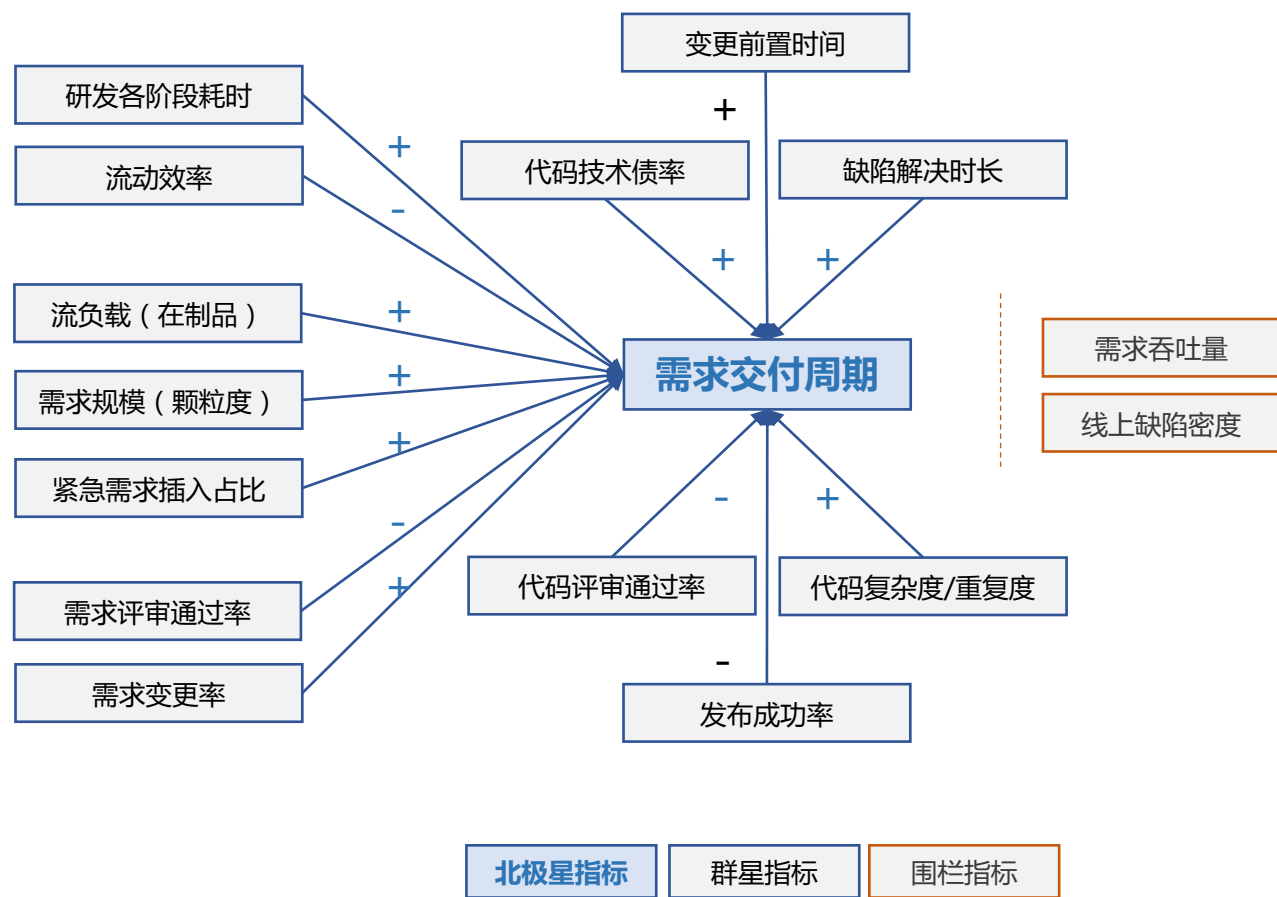 变更前置时间
研发各阶段耗时
+
+
代码技术债率
缺陷解决时长
流动效率
-
+
+
流负载（在制品）
+
需求交付周期
需求吞吐量
需求规模（颗粒度）
+
线上缺陷密度
+
紧急需求插入占比
-
+
-
代码评审通过率
代码复杂度/重复度
需求评审通过率
+
-
需求变更率
发布成功率
北极星指标
群星指标
围栏指标